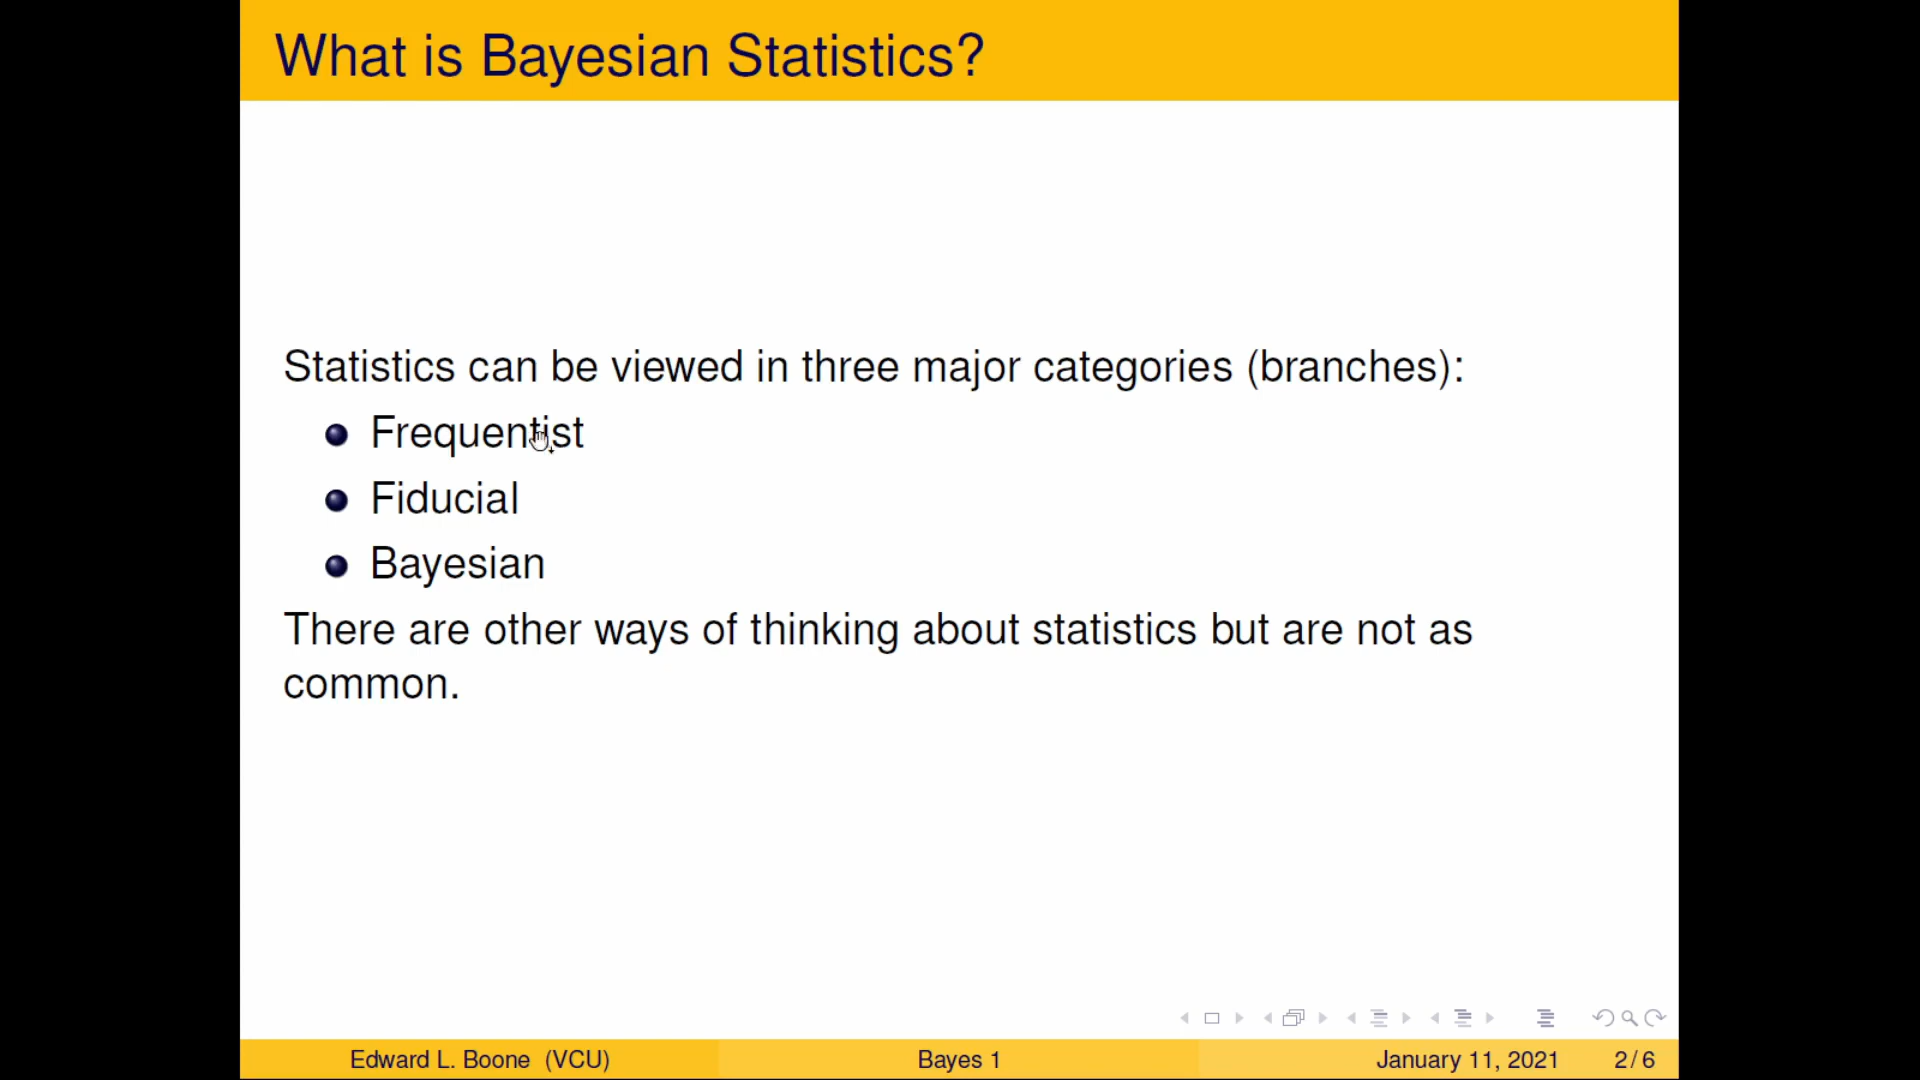 What is Bayesian Statistics?
Statistics can be viewed in three major categories (branches):
Frequentist
Fiducial
Bayesian
There are other ways of thinking about statistics but are not as
common.
Edward L. Boone (VCU)
Bayes 1
January 11, 2021
2 / 6